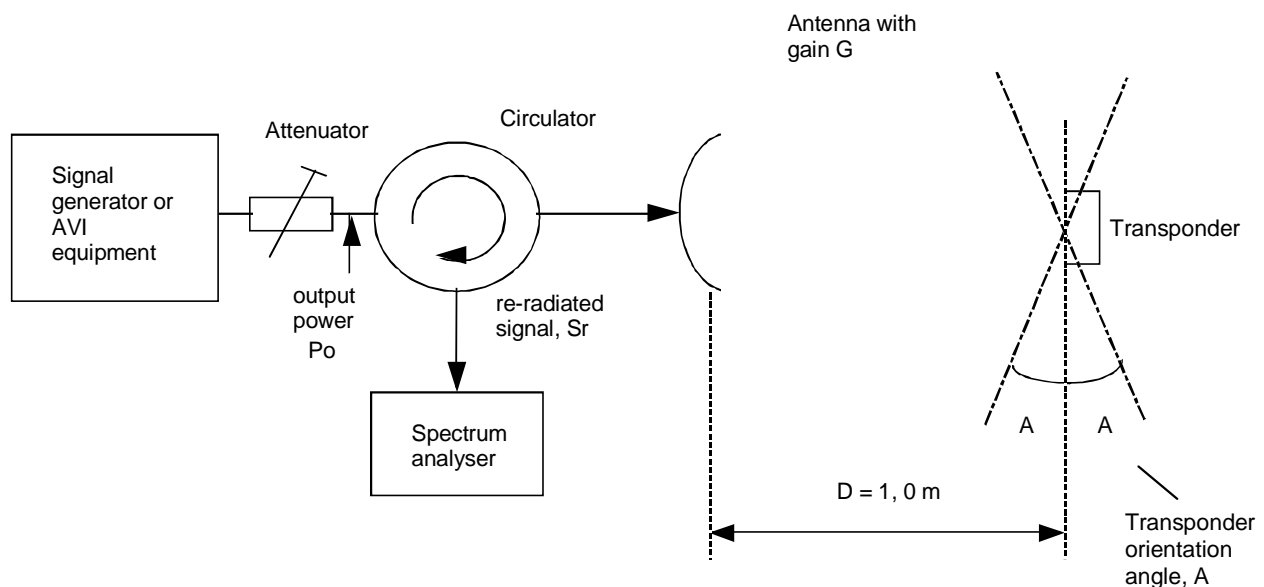 Antenna with
gain G
Attenuator
Circulator
Signal
generator or
AVI
equipment
Transponder
output
power
Po
re-radiated
signal, Sr
Spectrum
analyser
A
A
D = 1, 0 m
Transponder
orientation
angle, A